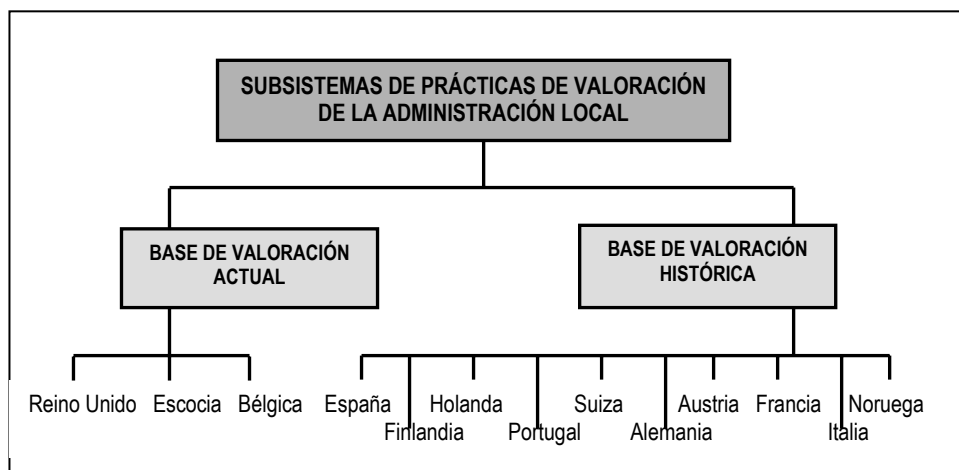 SUBSISTEMAS DE PRÁCTICAS DE VALORACIÓN
DE LA ADMINISTRACIÓN LOCAL
BASE DE VALORACIÓN
ACTUAL
BASE DE VALORACIÓN
HISTÓRICA
Reino Unido Escocia Bélgica España Holanda Suiza Austria Francia Noruega
Finlandia Portugal Alemania Italia